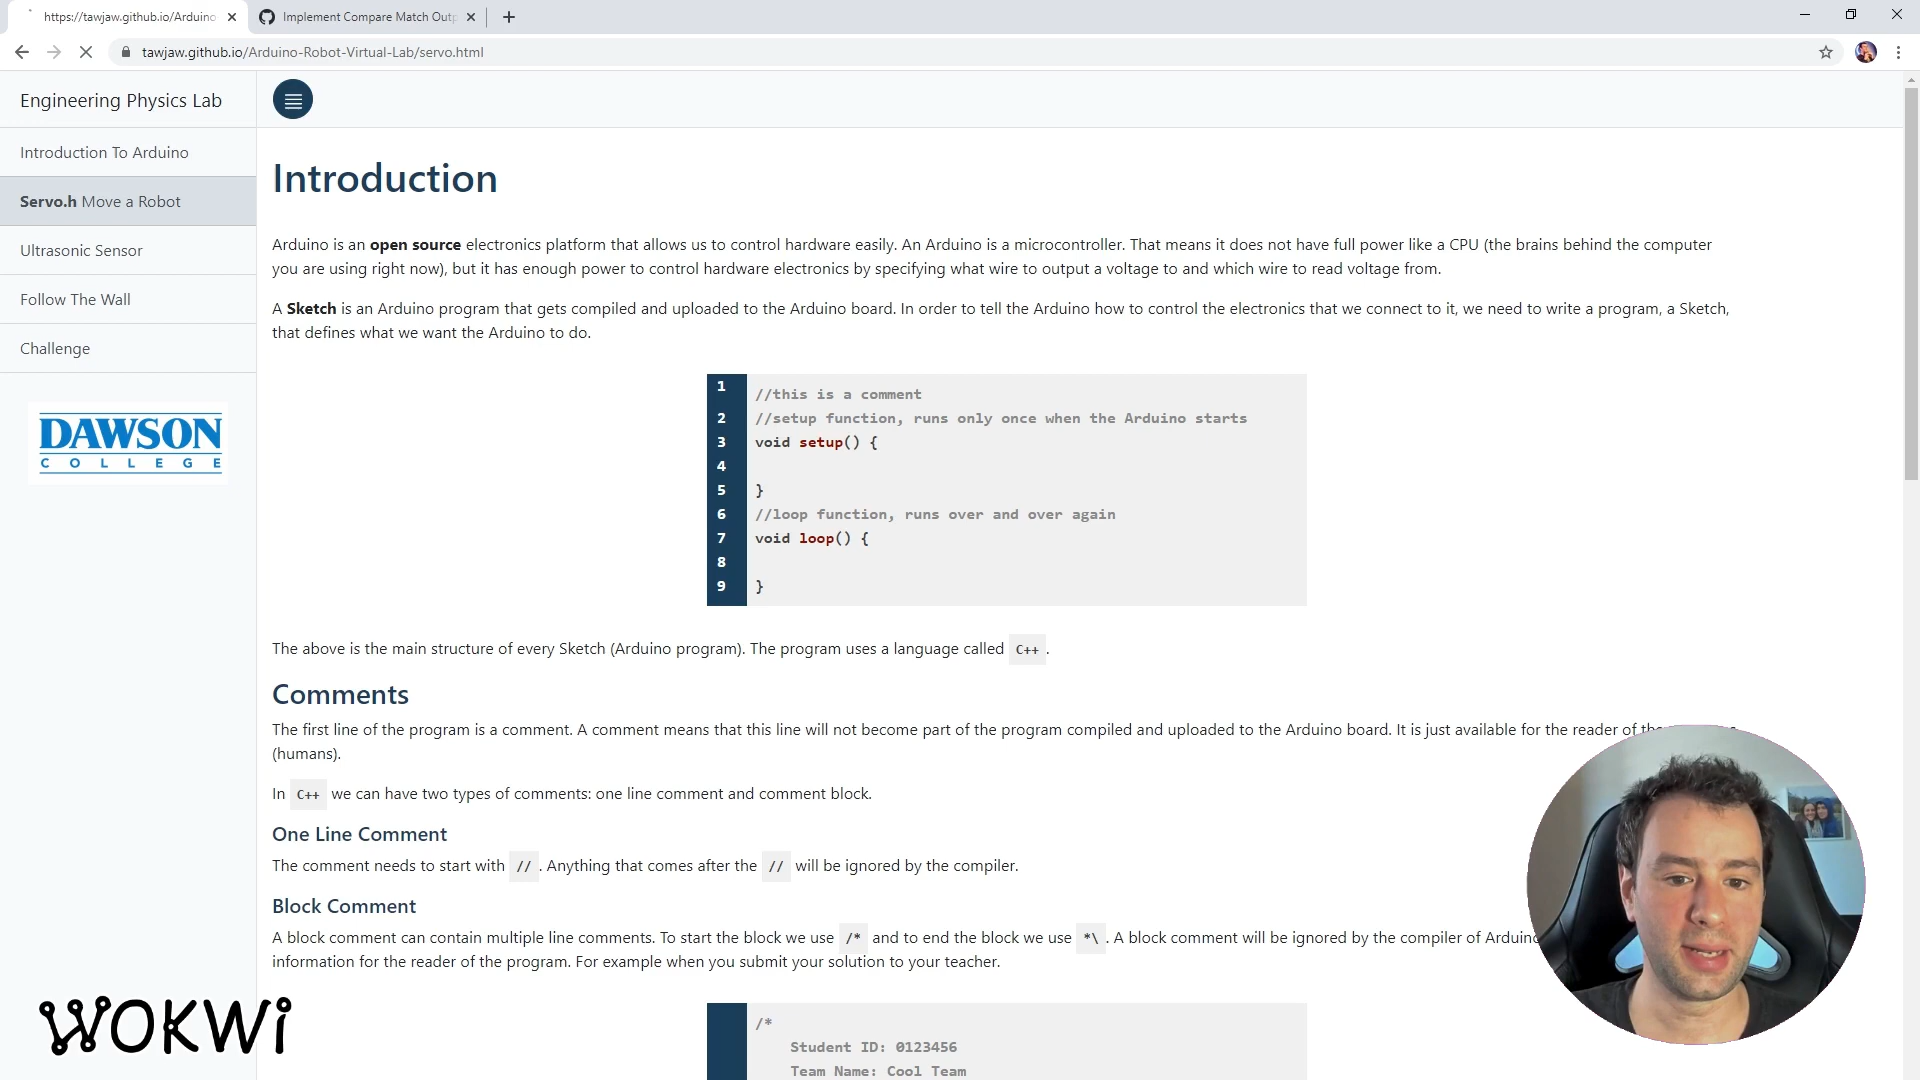 https://tawjaw.github.io/Arduino
Implement Compare Match Outp
tawjaw.github.io/Arduino-Robot-Virtual-Lab/servo.html
Engineering Physics Lab
Introduction To Arduino
Servo.h Move a Robot
Ultrasonic Sensor
Follow The Wall
Challenge
DAWSON
COLLEGE
Introduction
Arduino is an open source electronics platform that allows us to control hardware easily. An Arduino is a microcontroller. That means it does not have full power like a CPU (the brains behind the computer
you are using right now), but it has enough power to control hardware electronics by specifying what wire to output a voltage to and which wire to read voltage from.
A Sketch is an Arduino program that gets compiled and uploaded to the Arduino board. In order to tell the Arduino how to control the electronics that we connect to it, we need to write a program, a Sketch,
that defines what we want the Arduino to do.
1 //this is a comment
2 //setup function, runs only once when the Arduino starts
3 void setup() {
4
5 }
6 //loop function, runs over and over again
7 void loop() {
8
9 }
The above is the main structure of every Sketch (Arduino program). The program uses a language called C++ .
Comments
The first line of the program is a comment. A comment means that this line will not become part of the program compiled and uploaded to the Arduino board. It is just available for the reader of the
(humans).
In C++ we can have two types of comments: one line comment and comment block.
One Line Comment
The comment needs to start with // . Anything that comes after the // will be ignored by the compiler.
Block Comment
A block comment can contain multiple line comments. To start the block we use /* and to end the block we use *\ . A block comment will be ignored by the compiler of Arduino
information for the reader of the program. For example when you submit your solution to your teacher.
/*
Student ID: 0123456
Team Name: Cool Team
WOKWi